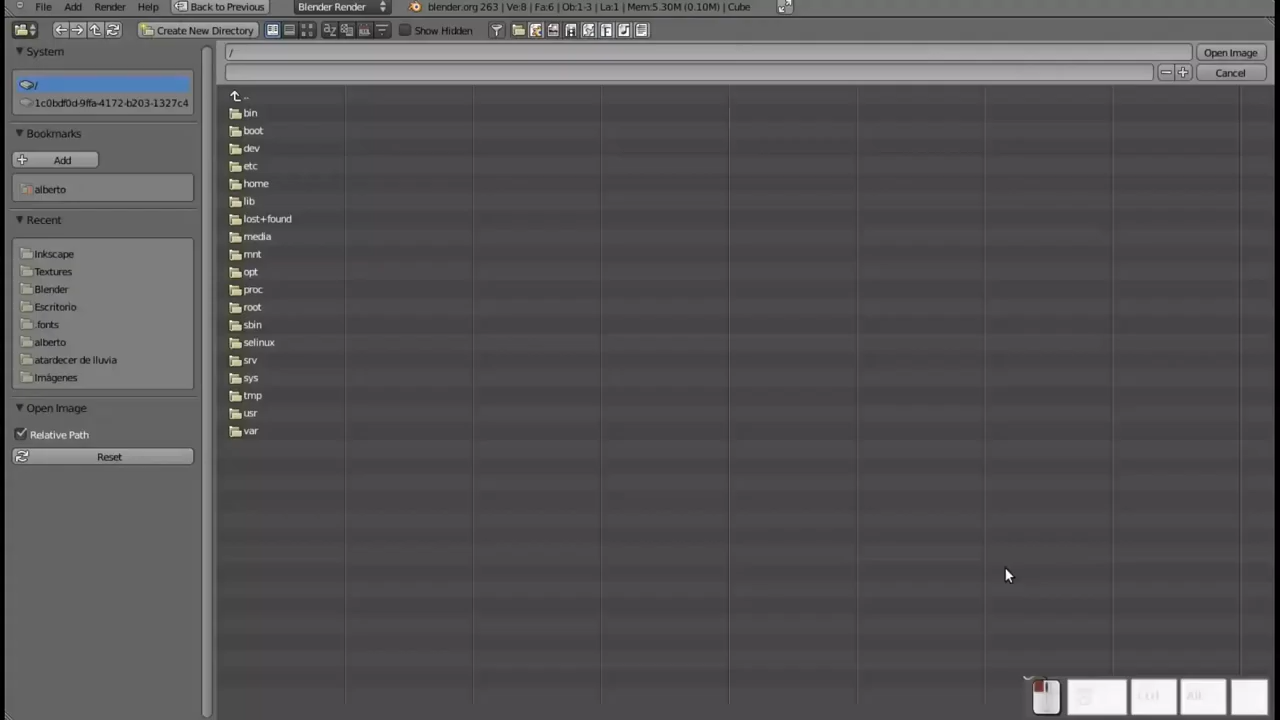 File Add Render Help Back to Previous Blender Render blender.org 263 | Ve:8 | Fa:6 | Ob:1-3 | La:1 | Mem:5.30M (0.10M) | Cube
Create New Directory Show Hidden
System
/
1c0bdf0d-9ffa-4172-b203-1327c4
Bookmarks
Add
alberto
Recent
Inkscape
Textures
Blender
Escritorio
.fonts
alberto
atardecer de lluvia
Imágenes
Open Image
Relative Path
Reset
/
Open Image
Cancel
..
bin
boot
dev
etc
home
lib
lost+found
media
mnt
opt
proc
root
sbin
selinux
srv
sys
tmp
usr
var